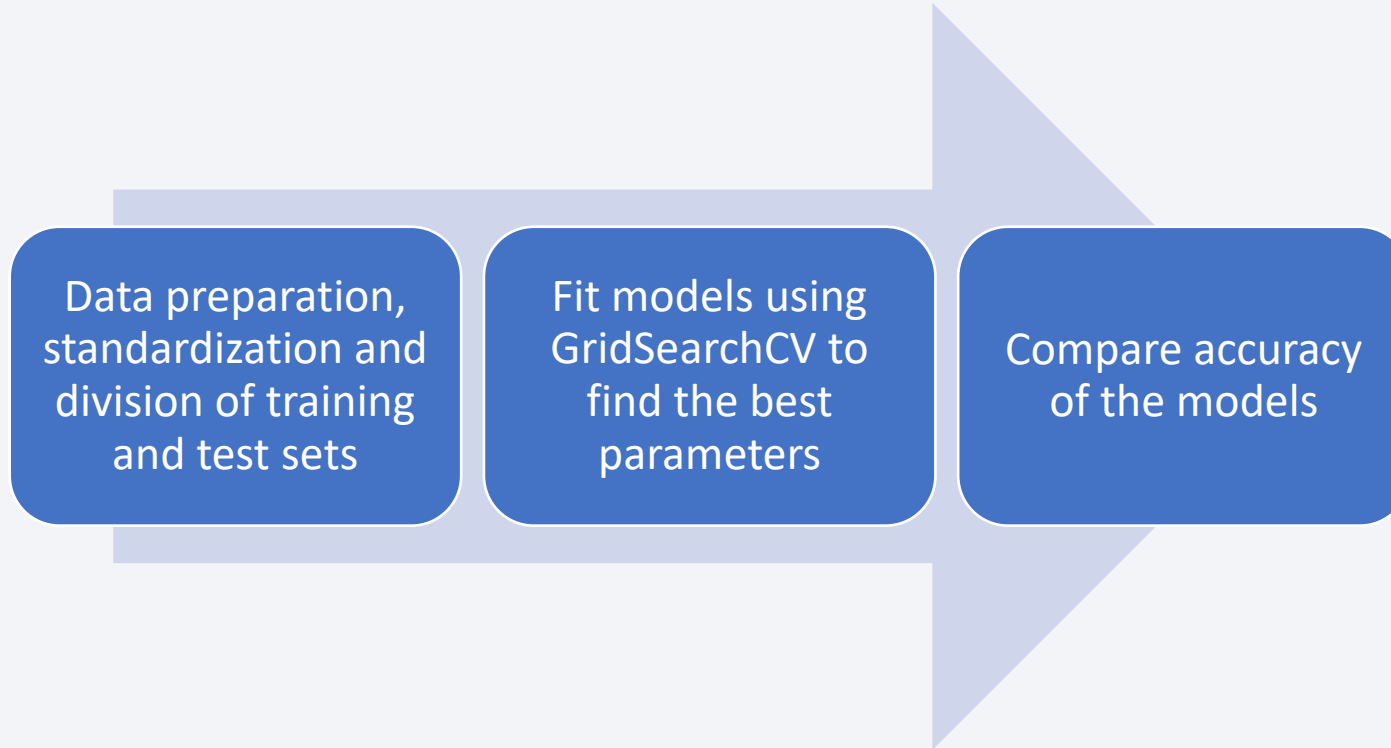 Data preparation,
standardization and
division of training
and test sets
Fit models using
GridSearchCV to
find the best
parameters
Compare accuracy
of the models